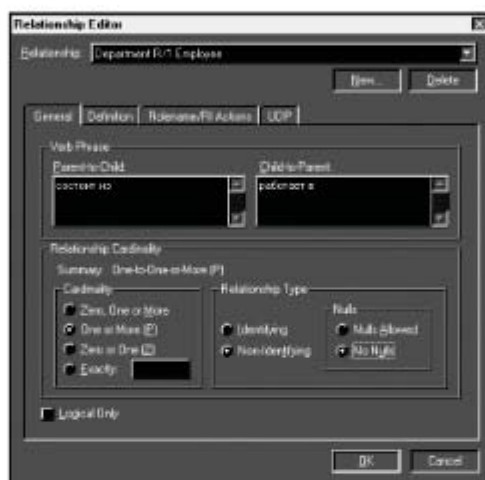 Relationship Editor
Relationship: Department R/1 Employee
New... Delete
General Definition Rolename/RI Actions UDP
Verb Phrase
Parent-to-Child Child-to-Parent
состоит из работает в
Relationship Cardinality
Summary: One-to-One-or-More (P)
Cardinality Relationship Type
Zero, One or More Nulls
One or More (P) Identifying Nulls Allowed
Zero or One (Z) Non-Identifying No Nulls
Exactly:
Logical Only
OK Cancel